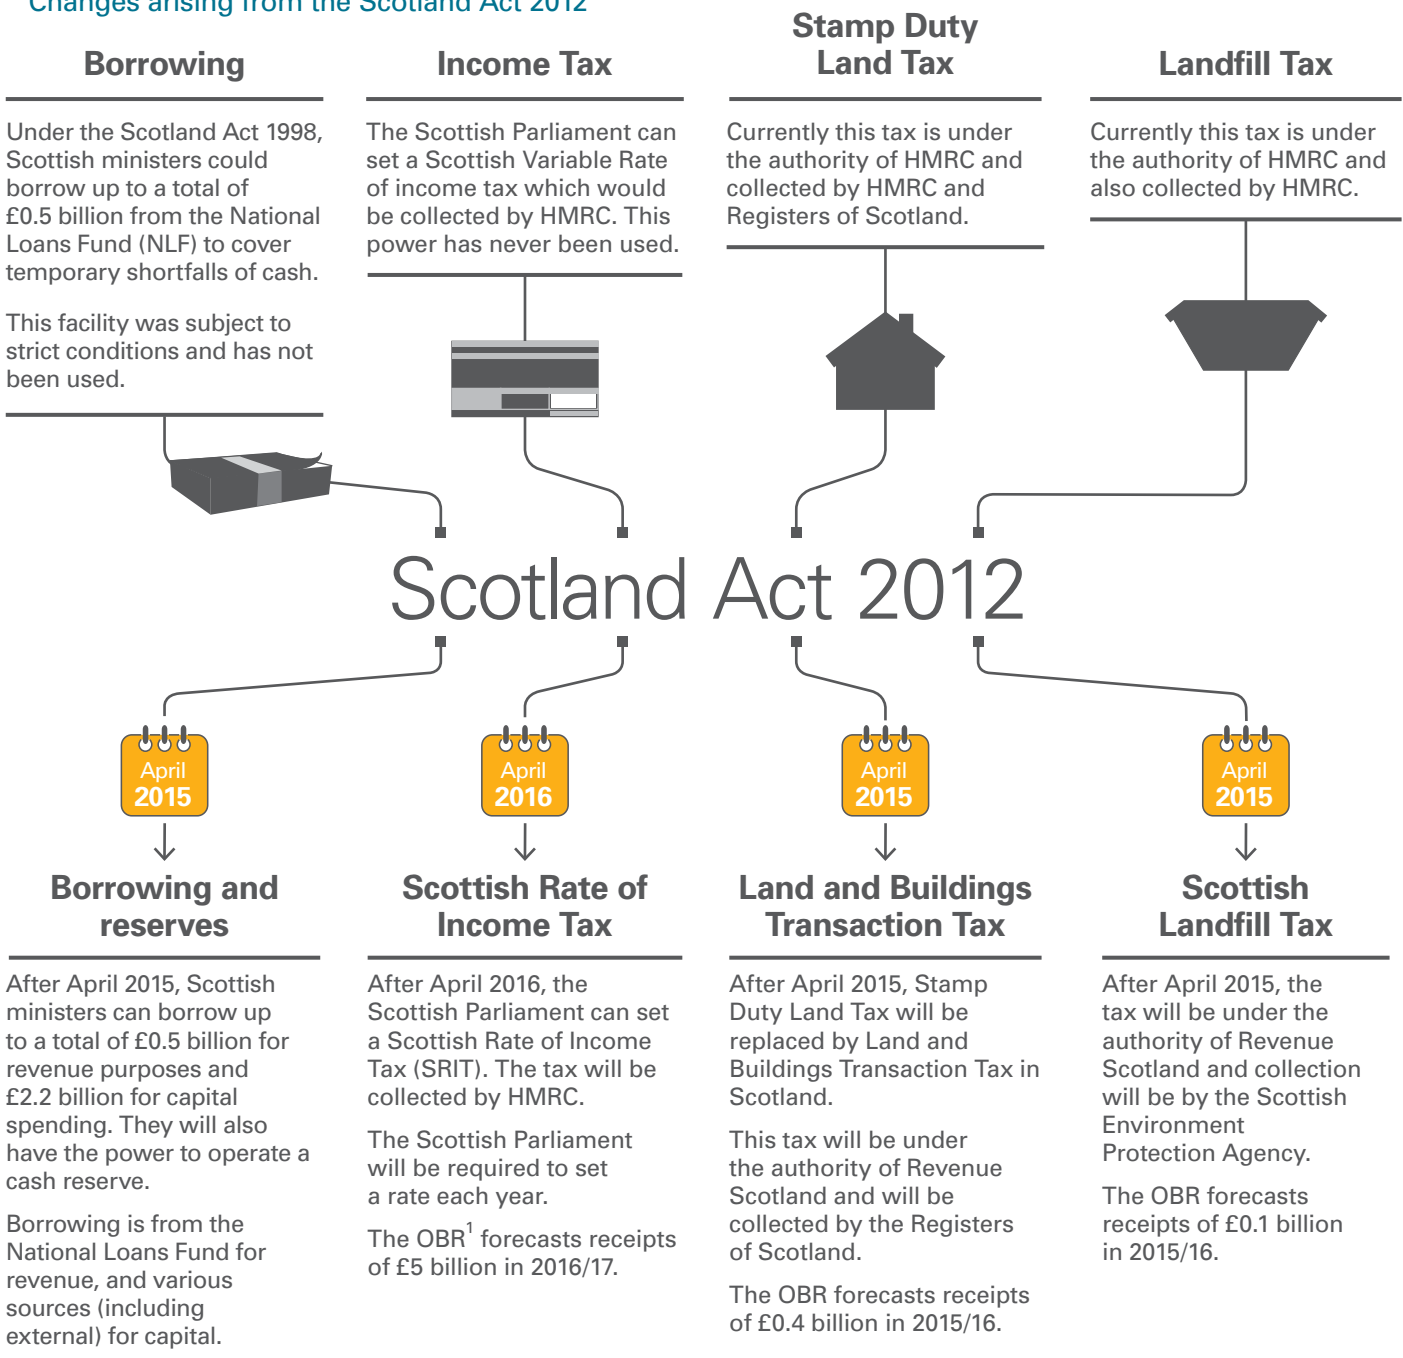 Changes arising from the Scotland Act 2012
Borrowing
Under the Scotland Act 1998,
Scottish ministers could
borrow up to a total of
£0.5 billion from the National
Loans Fund (NLF) to cover
temporary shortfalls of cash.
This facility was subject to
strict conditions and has not
been used.
Income Tax
The Scottish Parliament can
set a Scottish Variable Rate
of income tax which would
be collected by HMRC. This
power has never been used.
Stamp Duty
Land Tax
Currently this tax is under
the authority of HMRC and
collected by HMRC and
Registers of Scotland.
Landfill Tax
Currently this tax is under
the authority of HMRC and
also collected by HMRC.
Scotland Act 2012
April
2015
Borrowing and
reserves
After April 2015, Scottish
ministers can borrow up
to a total of £0.5 billion for
revenue purposes and
£2.2 billion for capital
spending. They will also
have the power to operate a
cash reserve.
Borrowing is from the
National Loans Fund for
revenue, and various
sources (including
external) for capital.
April
2016
Scottish Rate of
Income Tax
After April 2016, the
Scottish Parliament can set
a Scottish Rate of Income
Tax (SRIT). The tax will be
collected by HMRC.
The Scottish Parliament
will be required to set
a rate each year.
The OBR¹ forecasts receipts
of £5 billion in 2016/17.
April
2015
Land and Buildings
Transaction Tax
After April 2015, Stamp
Duty Land Tax will be
replaced by Land and
Buildings Transaction Tax in
Scotland.
This tax will be under
the authority of Revenue
Scotland and will be
collected by the Registers
of Scotland.
The OBR forecasts receipts
of £0.4 billion in 2015/16.
April
2015
Scottish
Landfill Tax
After April 2015, the
tax will be under the
authority of Revenue
Scotland and collection
will be by the Scottish
Environment
Protection Agency.
The OBR forecasts
receipts of £0.1 billion
in 2015/16.